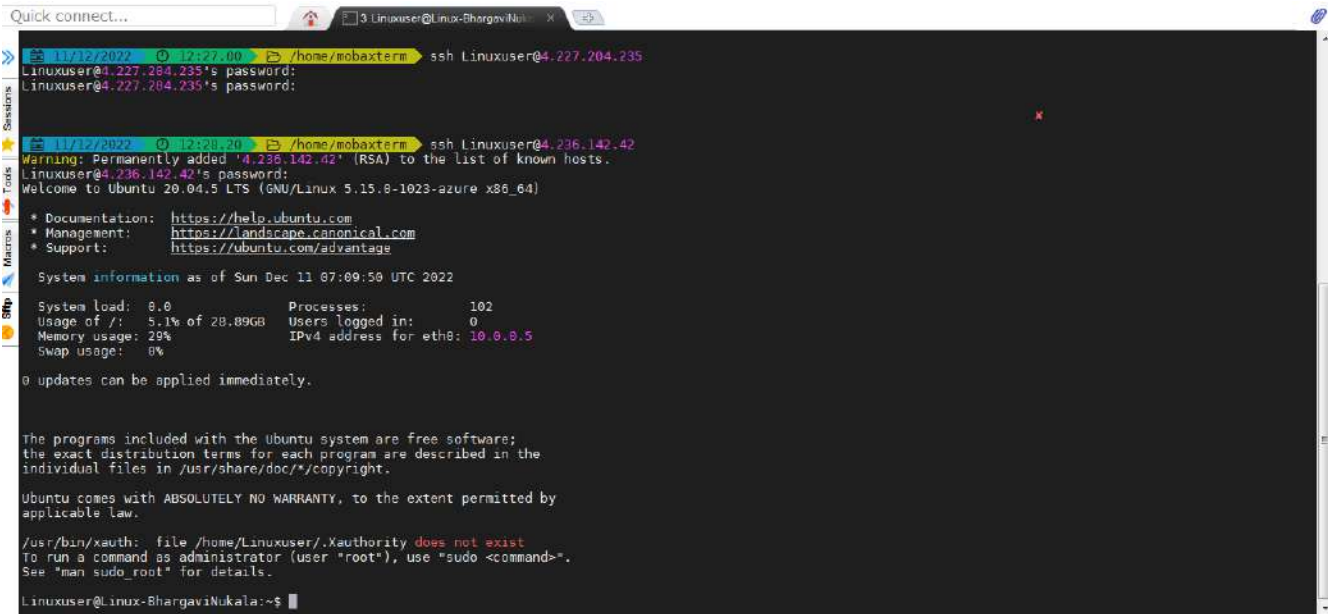 Quick connect...
3 Linuxuser@Linux-BhargaviNuk
11/12/2022 12:27.00 /home/mobaxterm ssh Linuxuser@4.227.204.235
Linuxuser@4.227.204.235's password:
Linuxuser@4.227.204.235's password:
11/12/2022 12:28.20 /home/mobaxterm ssh Linuxuser@4.236.142.42
Warning: Permanently added '4.236.142.42' (RSA) to the list of known hosts.
Linuxuser@4.236.142.42's password:
Welcome to Ubuntu 20.04.5 LTS (GNU/Linux 5.15.0-1023-azure x86_64)
* Documentation: https://help.ubuntu.com
* Management: https://landscape.canonical.com
* Support: https://ubuntu.com/advantage
System information as of Sun Dec 11 07:09:50 UTC 2022
System load: 0.0 Processes: 102
Usage of /: 5.1% of 28.89GB Users logged in: 0
Memory usage: 29% IPv4 address for eth0: 10.0.0.5
Swap usage: 0%
0 updates can be applied immediately.
The programs included with the Ubuntu system are free software;
the exact distribution terms for each program are described in the
individual files in /usr/share/doc/*/copyright.
Ubuntu comes with ABSOLUTELY NO WARRANTY, to the extent permitted by
applicable law.
/usr/bin/xauth: file /home/Linuxuser/.Xauthority does not exist
To run a command as administrator (user "root"), use "sudo <command>".
See "man sudo_root" for details.
Linuxuser@Linux-BhargaviNukala:~$
Sessions
Tools
Macros
Sftp